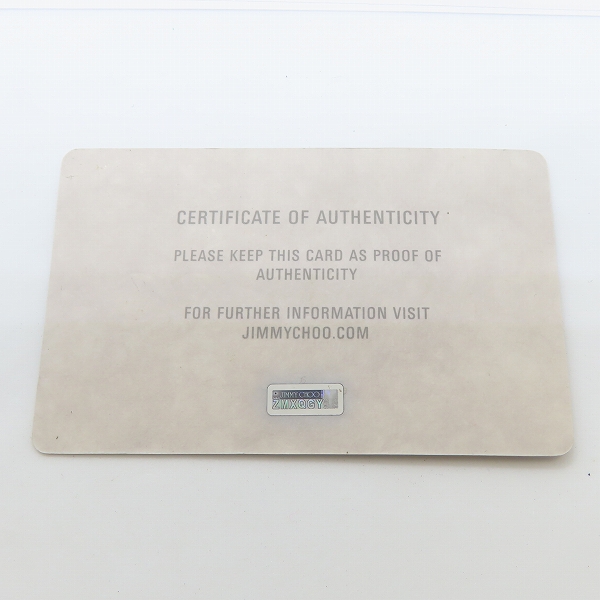 CERTIFICATE OF AUTHENTICITY
PLEASE KEEP THIS CARD AS PROOF OF
AUTHENTICITY
FOR FURTHER INFORMATION VISIT
JIMMYCHOO.COM
JIMMY CHOO
ZMXQGY